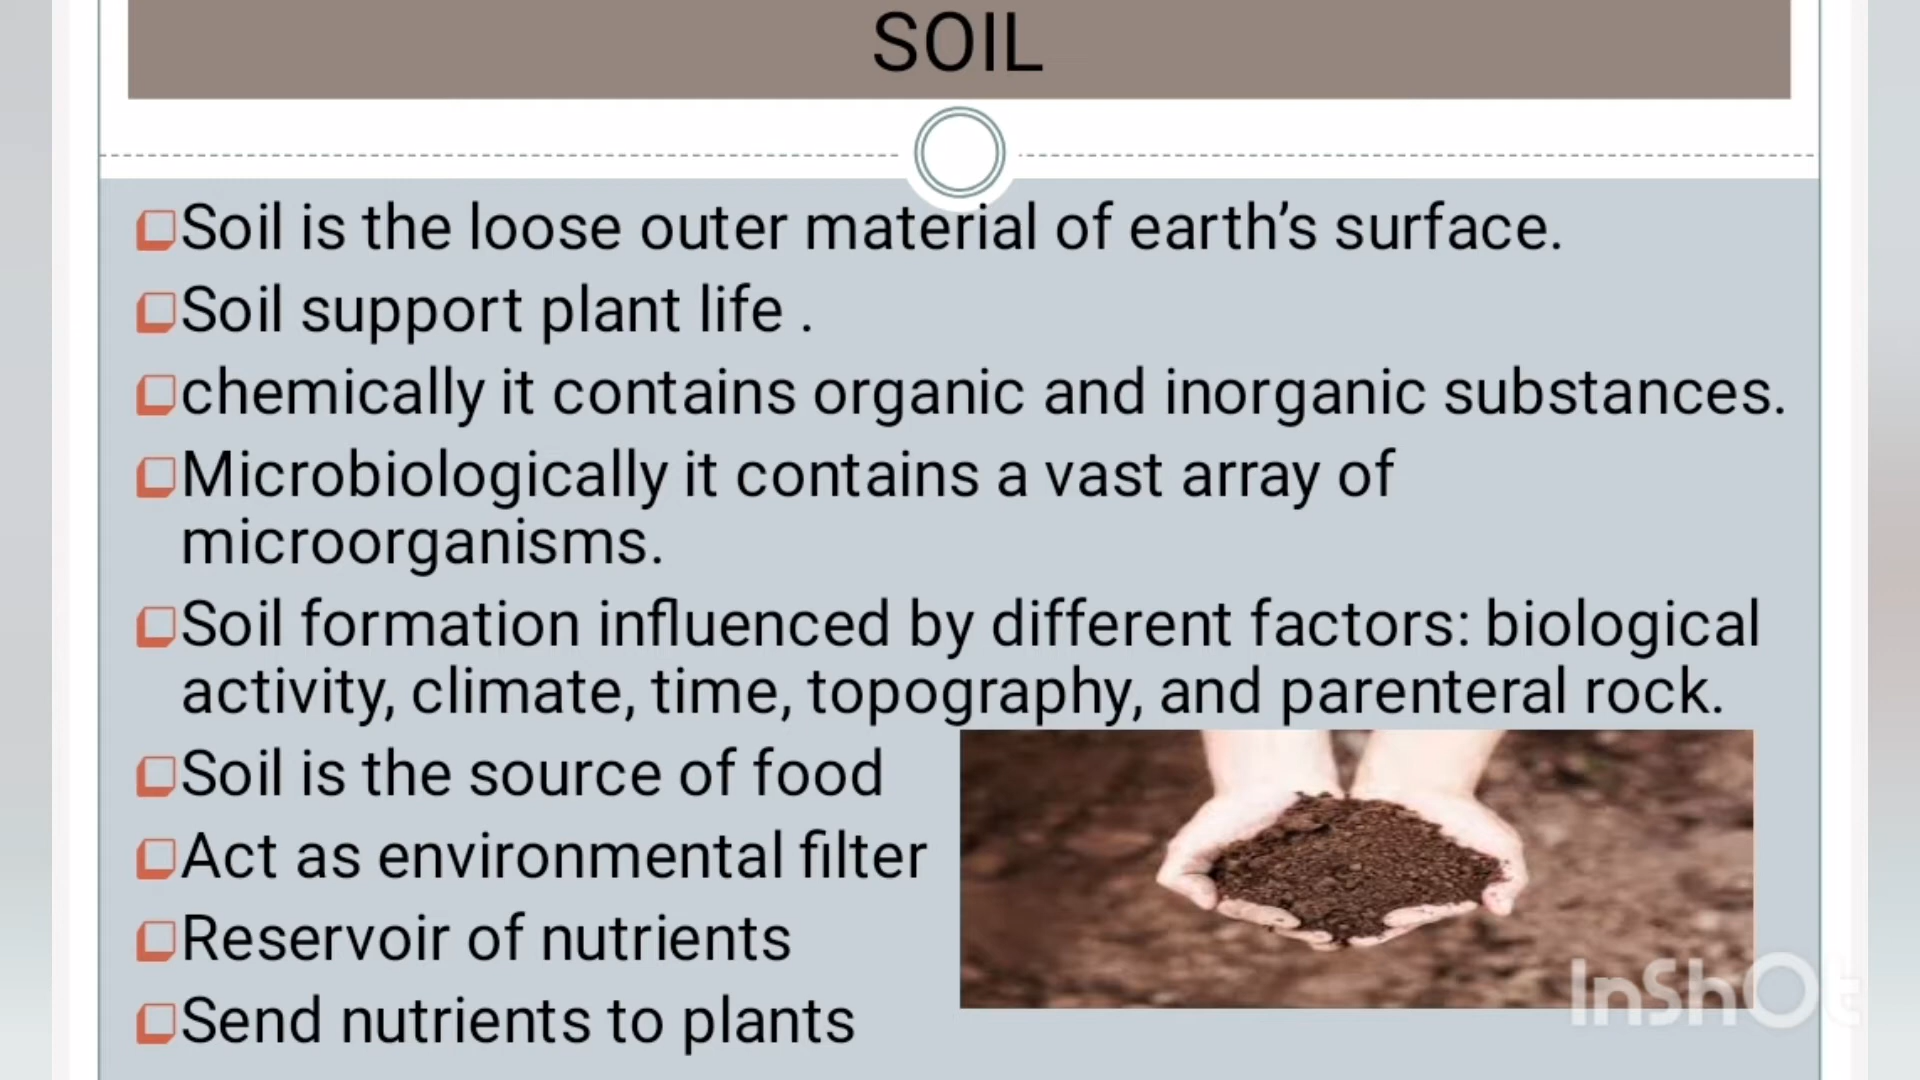 SOIL
Soil is the loose outer material of earth's surface.
Soil support plant life .
chemically it contains organic and inorganic substances.
Microbiologically it contains a vast array of
microorganisms.
Soil formation influenced by different factors: biological
activity, climate, time, topography, and parenteral rock.
Soil is the source of food
Act as environmental filter
Reservoir of nutrients
Send nutrients to plants
InShOt